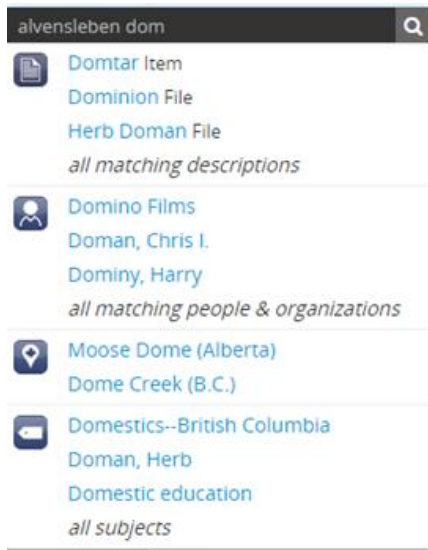 alvensleben dom
Domtar Item
Dominion File
Herb Doman File
all matching descriptions
Domino Films
Doman, Chris I.
Dominy, Harry
all matching people & organizations
Moose Dome (Alberta)
Dome Creek (B.C.)
Domestics--British Columbia
Doman, Herb
Domestic education
all subjects